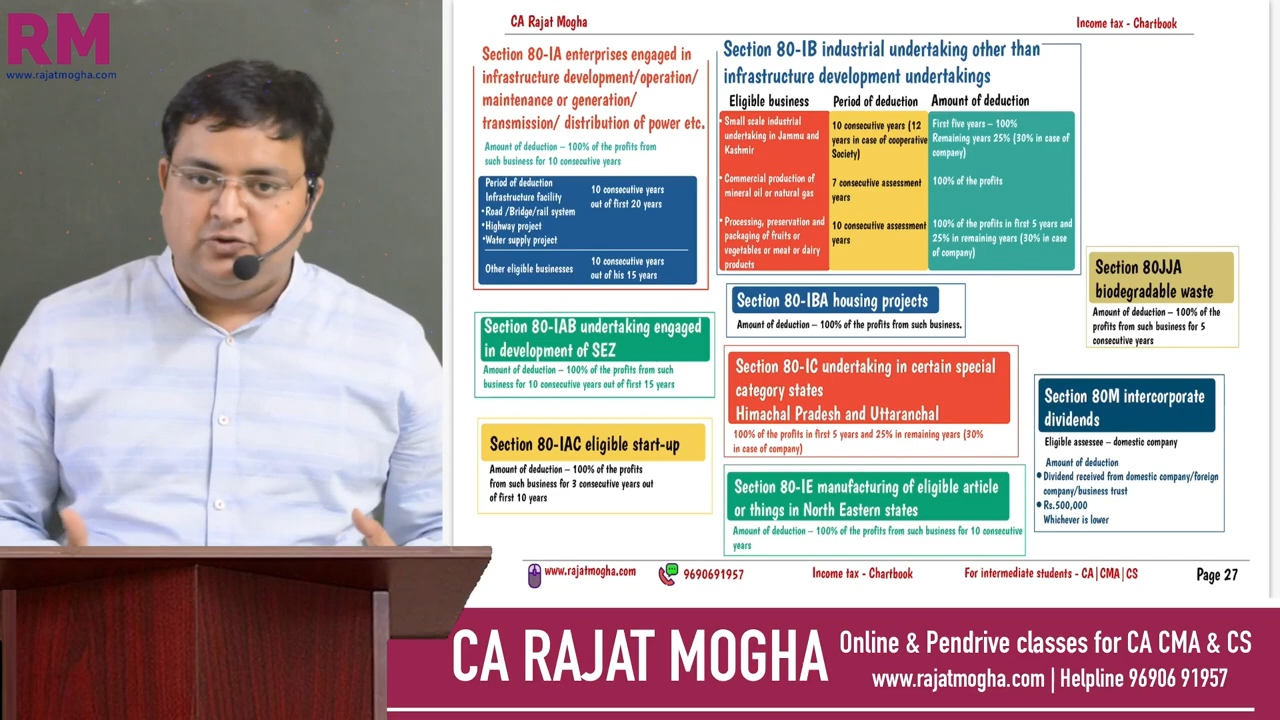 RM
www.rajatmogha.com
CA Rajat Mogha
Income tax - Chartbook
Section 80-IA enterprises engaged in
infrastructure development/operation/
maintenance or generation/
transmission/ distribution of power etc.
Amount of deduction – 100% of the profits from
such business for 10 consecutive years
Period of deduction
Infrastructure facility
•Road /Bridge/rail system
•Highway project
•Water supply project
10 consecutive years
out of first 20 years
Other eligible businesses
10 consecutive years
out of his 15 years
Section 80-IAB undertaking engaged
in development of SEZ
Amount of deduction – 100% of the profits from such
business for 10 consecutive years out of first 15 years
Section 80-IAC eligible start-up
Amount of deduction – 100% of the profits
from such business for 3 consecutive years out
of first 10 years
Section 80-IB industrial undertaking other than
infrastructure development undertakings
Eligible business
Period of deduction
Amount of deduction
• Small scale industrial
undertaking in Jammu and
Kashmir
10 consecutive years (12
years in case of cooperative
Society)
First five years – 100%
Remaining years 25% (30% in case of
company)
• Commercial production of
mineral oil or natural gas
7 consecutive assessment
years
100% of the profits
• Processing, preservation and
packaging of fruits or
vegetables or meat or dairy
products
10 consecutive assessment
years
100% of the profits in first 5 years and
25% in remaining years (30% in case
of company)
Section 80-IBA housing projects
Amount of deduction – 100% of the profits from such business.
Section 80-IC undertaking in certain special
category states
Himachal Pradesh and Uttaranchal
100% of the profits in first 5 years and 25% in remaining years (30%
in case of company)
Section 80-IE manufacturing of eligible article
or things in North Eastern states
Amount of deduction – 100% of the profits from such business for 10 consecutive
years
Section 80JJA
biodegradable waste
Amount of deduction – 100% of the
profits from such business for 5
consecutive years
Section 80M intercorporate
dividends
Eligible assessee – domestic company
Amount of deduction
• Dividend received from domestic company/foreign
company/business trust
• Rs.500,000
Whichever is lower
www.rajatmogha.com
9690691957
Income tax - Chartbook
For intermediate students - CA|CMA|CS
Page 27
CA RAJAT MOGHA
Online & Pendrive classes for CA CMA & CS
www.rajatmogha.com | Helpline 96906 91957